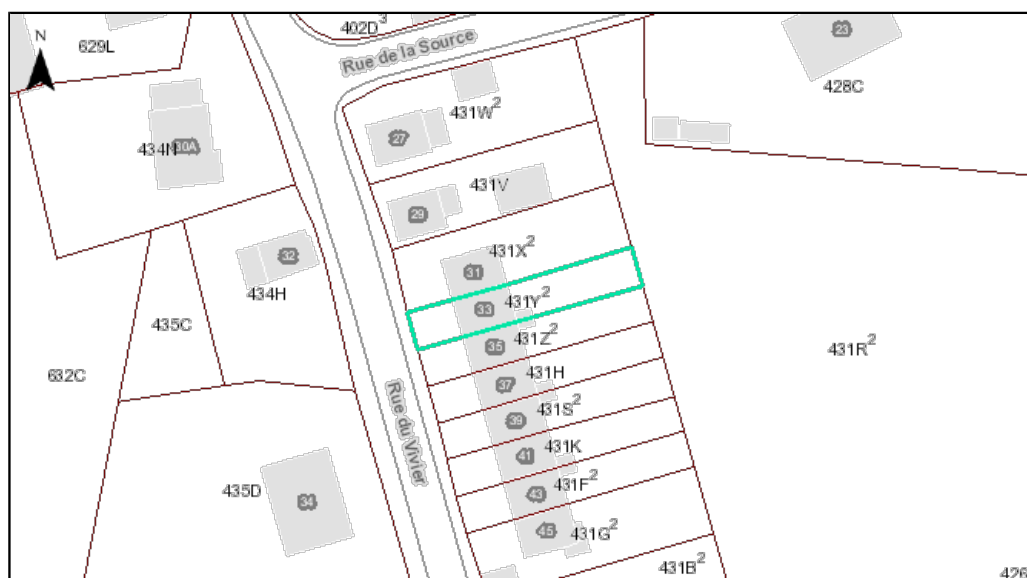 402D³
N
629L
Rue de la Source
23
428C
431W²
27
434N
30A
431V
29
431X²
32
31
434H
431Y²
33
435C
431Z²
35
431R²
632C
431H
37
Rue du Vivier
431S²
39
431K
41
435D
34
431F²
43
45
431G²
431B²
426